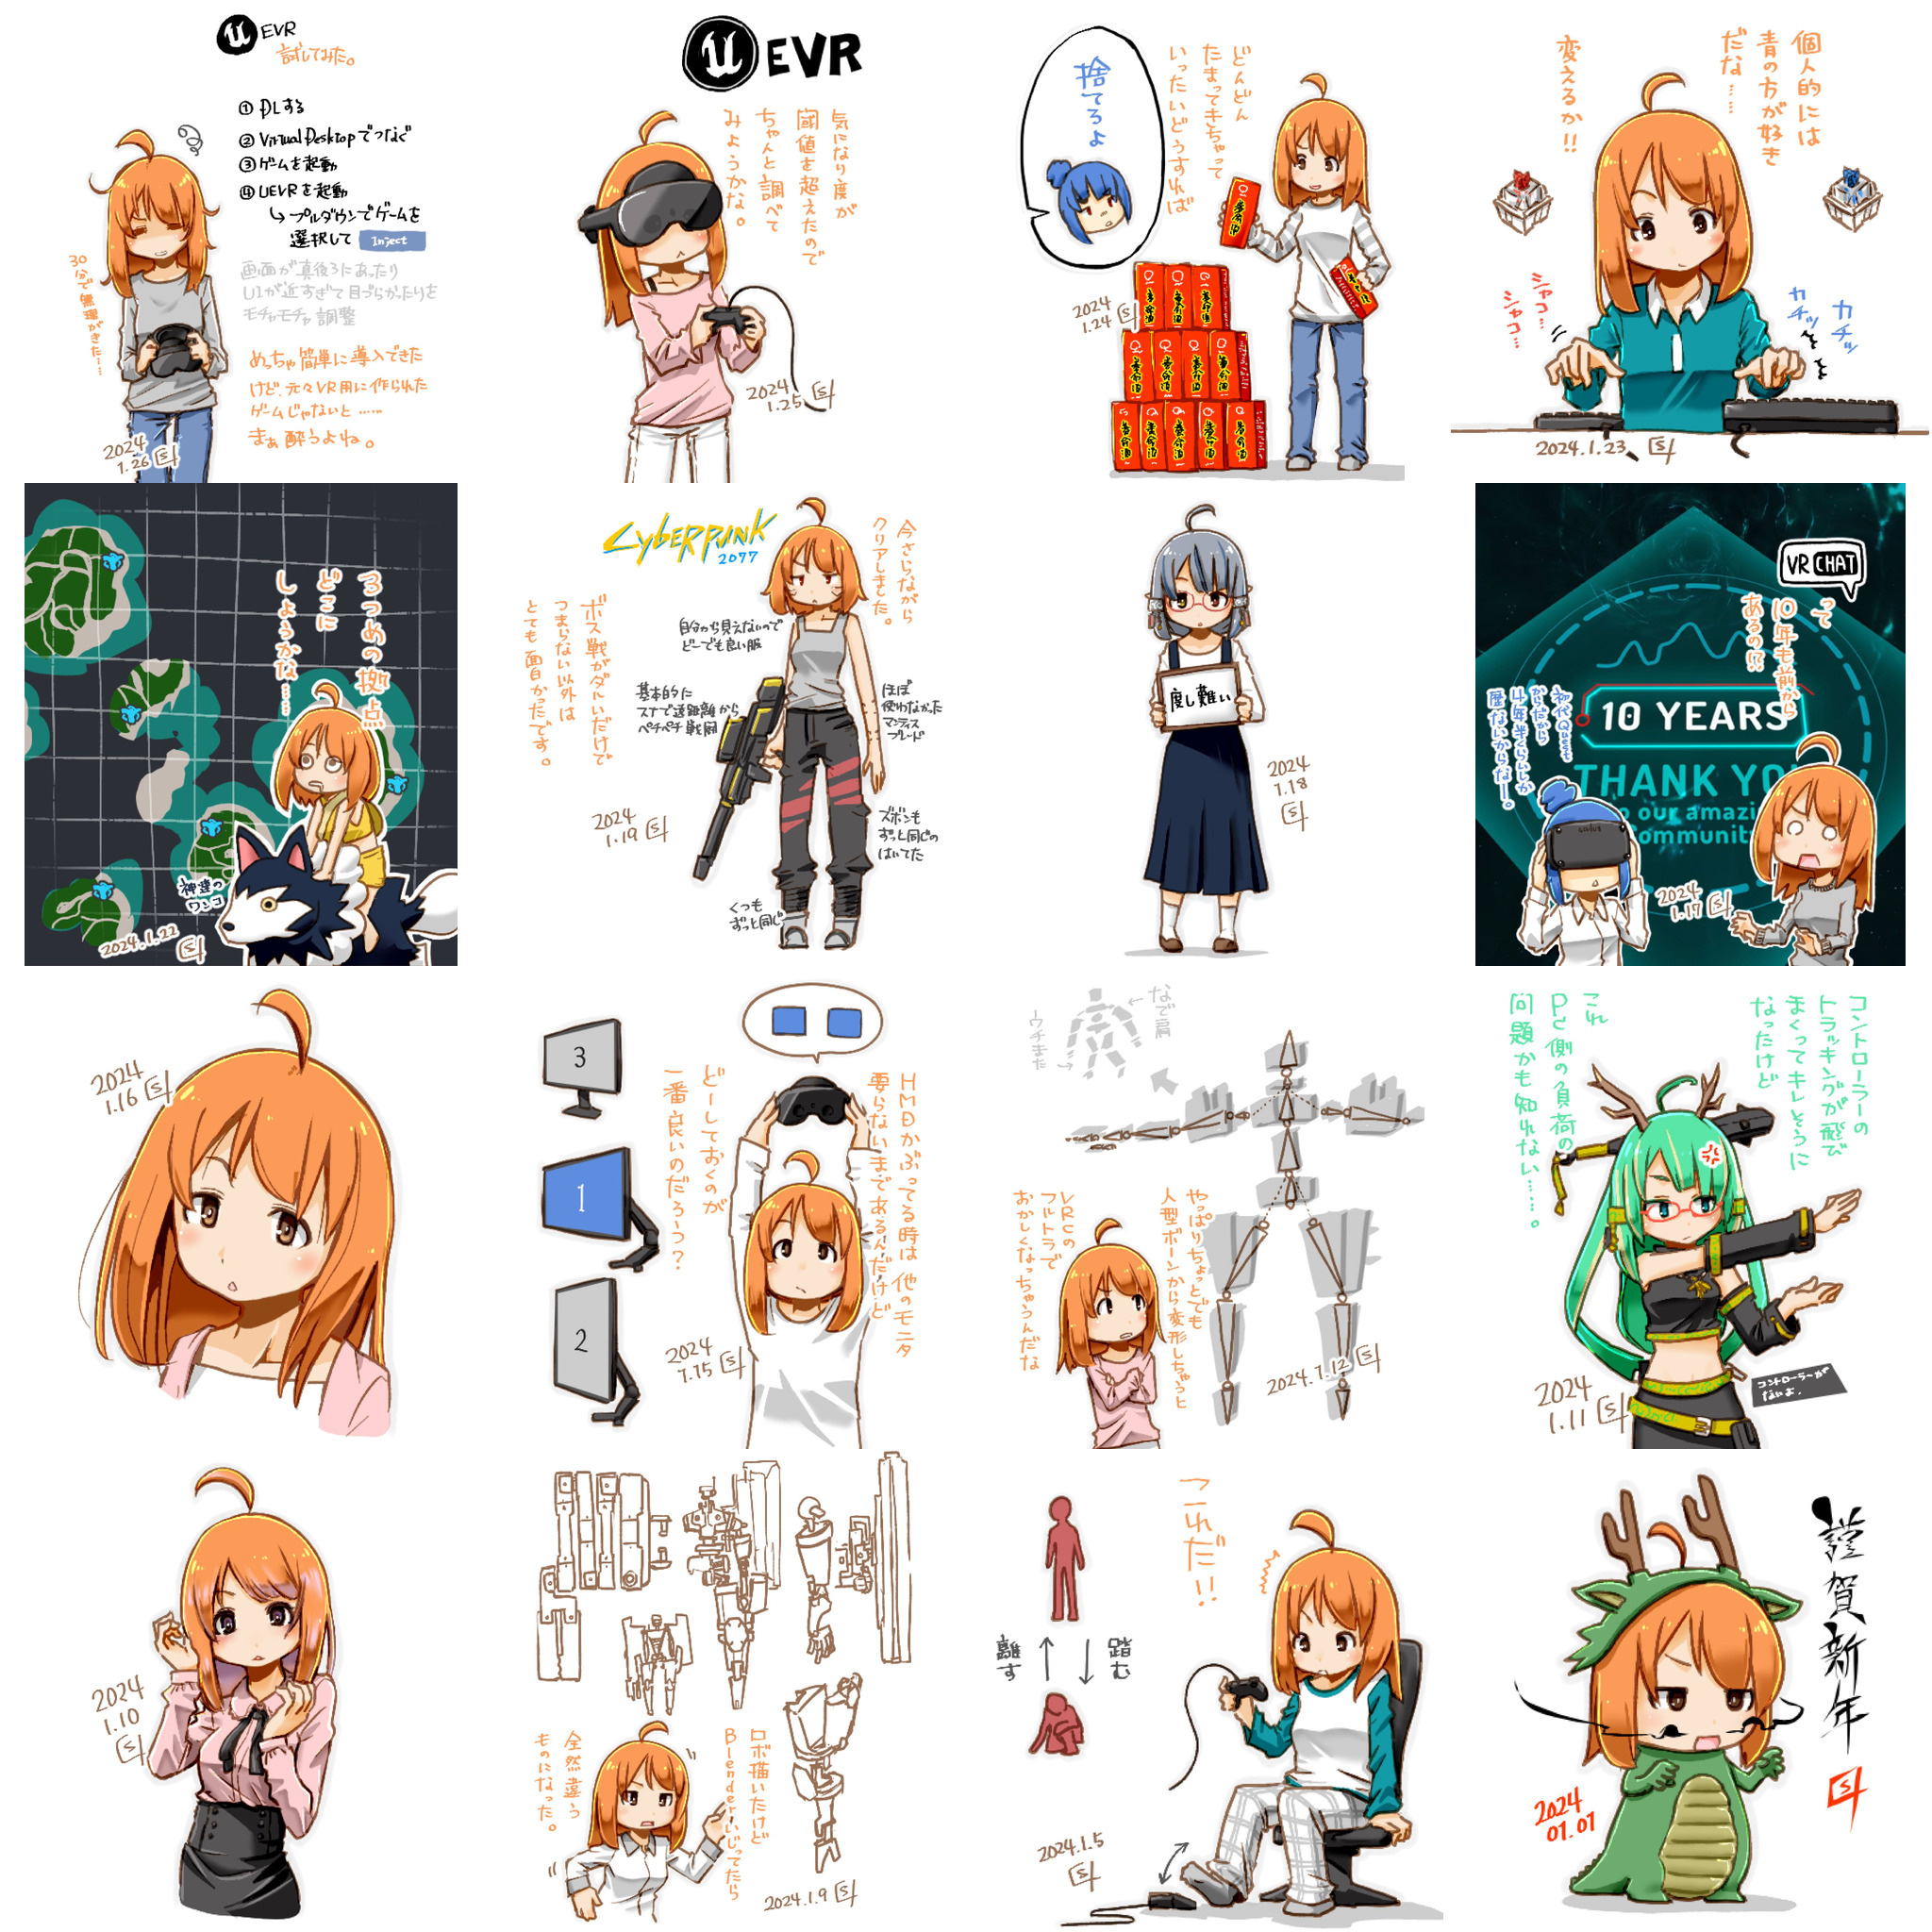 EVR
試してみた。
① DLする
② Virtual Desktopでつなぐ
③ ゲームを起動
④ UEVRを起動
↳ プルダウンでゲームを
選択して Inject
画面が真後ろにあったり
UIが近すぎて目づらかったりを
モチャモチャ調整
30分で無理がきた……
めっちゃ簡単に導入できた
けど、元々VR用に作られた
ゲームじゃないと……
まぁ酔うよね。
2024
1.26
EVR
気になり度が
閾値を超えたので
ちゃんと調べて
みようかな。
2024
1.25
どんどん
たまってきちゃって
いったいどうすれば
捨てろよ
2024
1.24
個人的には
青の方が好き
だな……
変えるか!!
シャコ…
シャコ…
カチッ
カチッ
2024.1.23
3つめの拠点
どこに
しようかな……
神達の
ワンコ
2024.1.22
CYBERPUNK
2077
今さらながら
クリアしました。
ボス戦がダルいだけで
つまらない以外は
とても面白かったです。
自分から見えないので
どーでも良い服
基本的に
スナで遠距離から
ペチペチ戦闘
ほぼ
使わなかった
マンティス
ブレード
ズボンも
ずっと同じの
はいてた
くつも
ずっと同じ
2024
1.19
度し難い
2024
1.18
VR CHAT
って
10年も前から
あるの!?
初代Quest
からだから
4年半くらいしか
歴ないからなー。
10 YEARS
THANK YO
our amazi
ommunit
2024
1.17
2024
1.16
3
1
2
HMDかぶってる時は他のモニタ
要らないまであるんだけど
どーしておくのが
一番良いのだろうっ?
2024
1.15
なで肩
ウチまた
やっぱりちょっとでも
人型ボーンから変形しちゃうと
VRCの
フルトラで
おかしくなっちゃうんだな
2024.1.12
コントローラーの
トラッキングが飛び
まくってキレそうに
なったけど
これ
PC側の負荷の
問題かも知れない……。
コントローラーが
ないよ.
2024
1.11
2024
1.10
ロボ描いたけど
Blenderいじってたら
全然違う
ものになった。
2024.1.9
これだ!!
離す
踏む
2024.1.5
謹賀新年
2024
01.01